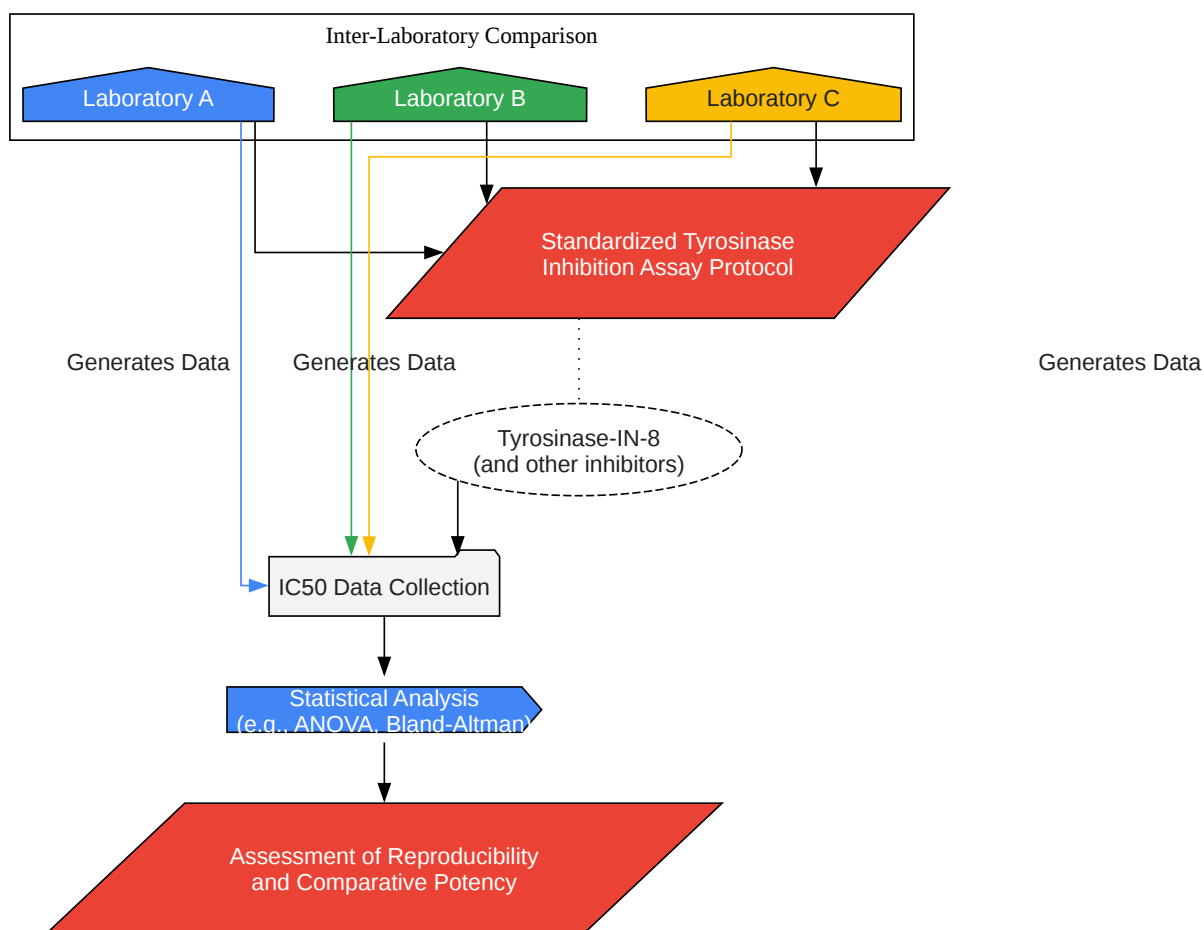 Inter-Laboratory Comparison
Laboratory A
Laboratory B
Laboratory C
Standardized Tyrosinase
Inhibition Assay Protocol
Generates Data
Generates Data
Generates Data
Tyrosinase-IN-8
(and other inhibitors)
IC50 Data Collection
Statistical Analysis
(e.g., ANOVA, Bland-Altman)
Assessment of Reproducibility
and Comparative Potency